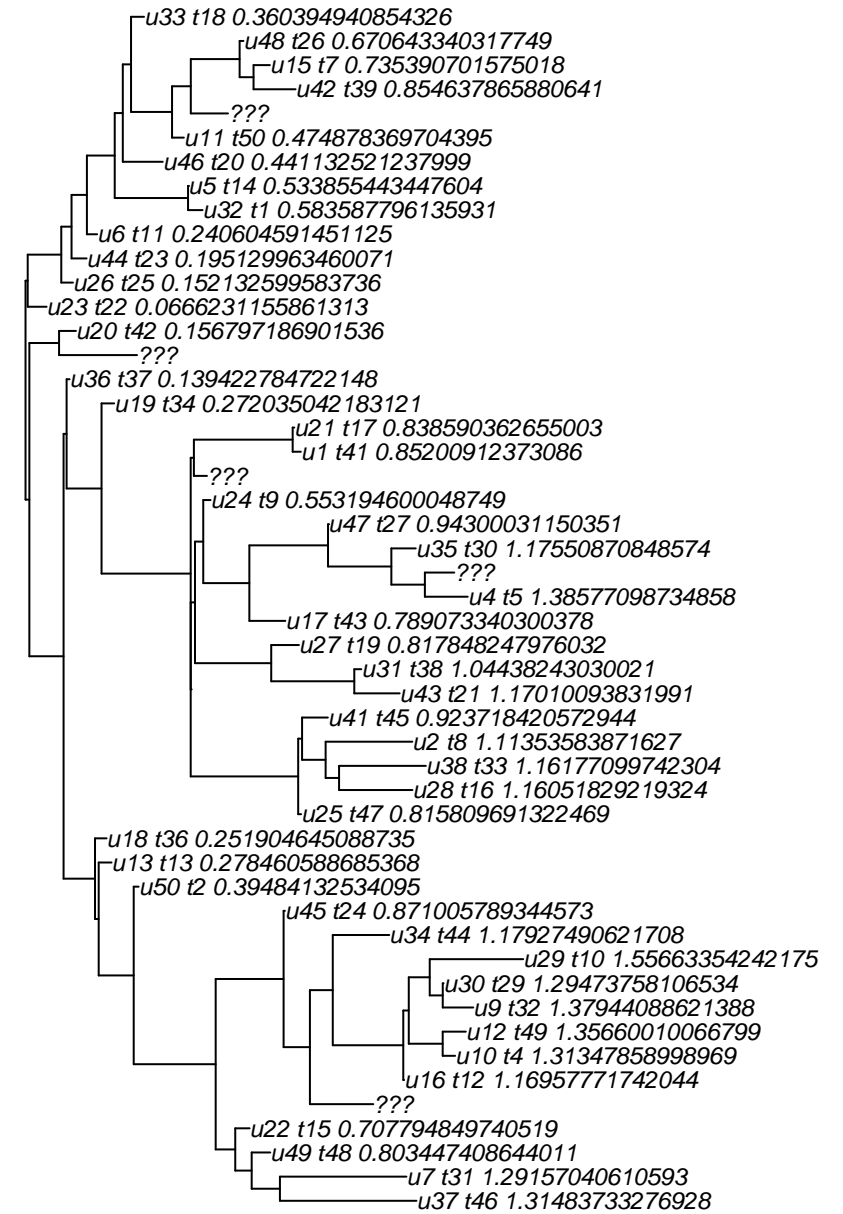 u33 t18 0.360394940854326
u48 t26 0.670643340317749
u15 t7 0.735390701575018
u42 t39 0.854637865880641
???
u11 t50 0.474878369704395
u46 t20 0.441132521237999
u5 t14 0.533855443447604
u32 t1 0.583587796135931
u6 t11 0.240604591451125
u44 t23 0.195129963460071
u26 t25 0.152132599583736
u23 t22 0.0666231155861313
u20 t42 0.156797186901536
???
u36 t37 0.139422784722148
u19 t34 0.272035042183121
u21 t17 0.838590362655003
u1 t41 0.85200912373086
???
u24 t9 0.553194600048749
u47 t27 0.94300031150351
u35 t30 1.17550870848574
???
u4 t5 1.38577098734858
u17 t43 0.789073340300378
u27 t19 0.817848247976032
u31 t38 1.04438243030021
u43 t21 1.17010093831991
u41 t45 0.923718420572944
u2 t8 1.11353583871627
u38 t33 1.16177099742304
u28 t16 1.16051829219324
u25 t47 0.815809691322469
u18 t36 0.251904645088735
u13 t13 0.278460588685368
u50 t2 0.39484132534095
u45 t24 0.871005789344573
u34 t44 1.17927490621708
u29 t10 1.55663354242175
u30 t29 1.29473758106534
u9 t32 1.37944088621388
u12 t49 1.35660010066799
u10 t4 1.31347858998969
u16 t12 1.16957771742044
???
u22 t15 0.707794849740519
u49 t48 0.803447408644011
u7 t31 1.29157040610593
u37 t46 1.31483733276928